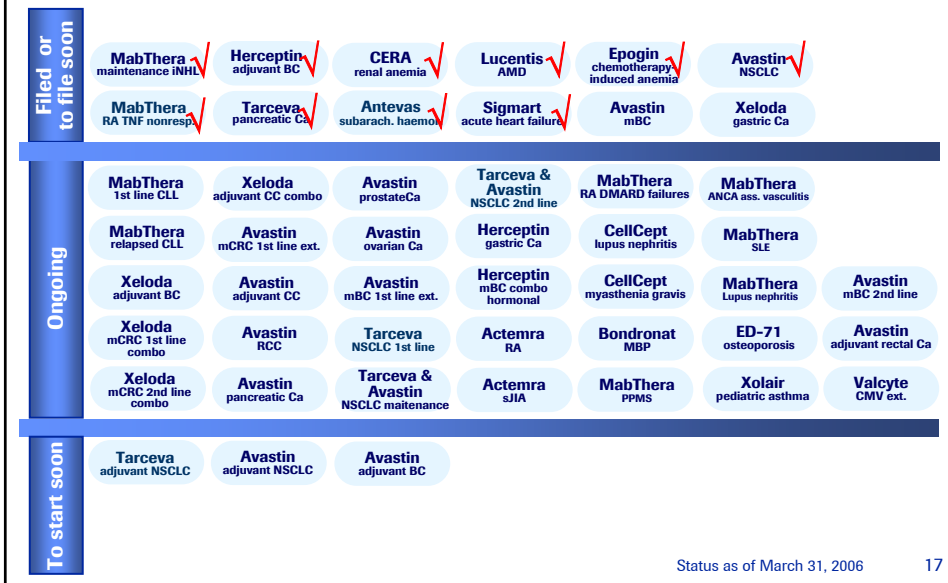 Filed or
to file soon
MabThera
maintenance iNHL
Herceptin
adjuvant BC
CERA
renal anemia
Lucentis
AMD
Epogin
chemotherapy-
induced anemia
Avastin
NSCLC
MabThera
RA TNF nonresp.
Tarceva
pancreatic Ca
Antevas
subarach. haemor
Sigmart
acute heart failure
Avastin
mBC
Xeloda
gastric Ca
Ongoing
MabThera
1st line CLL
Xeloda
adjuvant CC combo
Avastin
prostateCa
Tarceva &
Avastin
NSCLC 2nd line
MabThera
RA DMARD failures
MabThera
ANCA ass. vasculitis
MabThera
relapsed CLL
Avastin
mCRC 1st line ext.
Avastin
ovarian Ca
Herceptin
gastric Ca
CellCept
lupus nephritis
MabThera
SLE
Xeloda
adjuvant BC
Avastin
adjuvant CC
Avastin
mBC 1st line ext.
Herceptin
mBC combo
hormonal
CellCept
myasthenia gravis
MabThera
Lupus nephritis
Avastin
mBC 2nd line
Xeloda
mCRC 1st line
combo
Avastin
RCC
Tarceva
NSCLC 1st line
Actemra
RA
Bondronat
MBP
ED-71
osteoporosis
Avastin
adjuvant rectal Ca
Xeloda
mCRC 2nd line
combo
Avastin
pancreatic Ca
Tarceva &
Avastin
NSCLC maitenance
Actemra
sJIA
MabThera
PPMS
Xolair
pediatric asthma
Valcyte
CMV ext.
To start soon
Tarceva
adjuvant NSCLC
Avastin
adjuvant NSCLC
Avastin
adjuvant BC
Status as of March 31, 2006
17